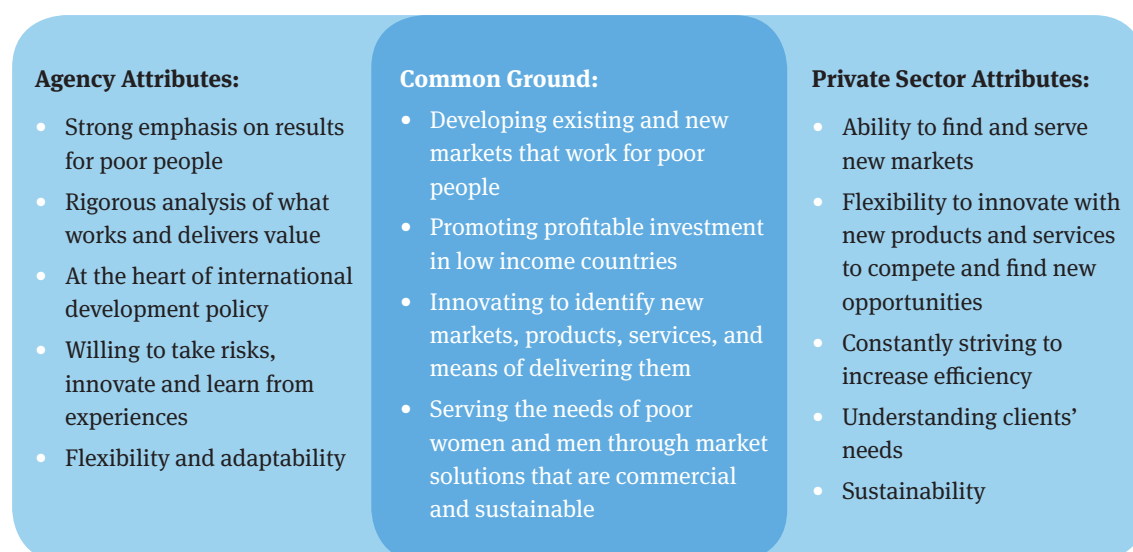 Agency Attributes:
• Strong emphasis on results
for poor people
• Rigorous analysis of what
works and delivers value
• At the heart of international
development policy
• Willing to take risks,
innovate and learn from
experiences
• Flexibility and adaptability
Common Ground:
• Developing existing and new
markets that work for poor
people
• Promoting profitable investment
in low income countries
• Innovating to identify new
markets, products, services, and
means of delivering them
• Serving the needs of poor
women and men through market
solutions that are commercial
and sustainable
Private Sector Attributes:
• Ability to find and serve
new markets
• Flexibility to innovate with
new products and services
to compete and find new
opportunities
• Constantly striving to
increase efficiency
• Understanding clients’
needs
• Sustainability